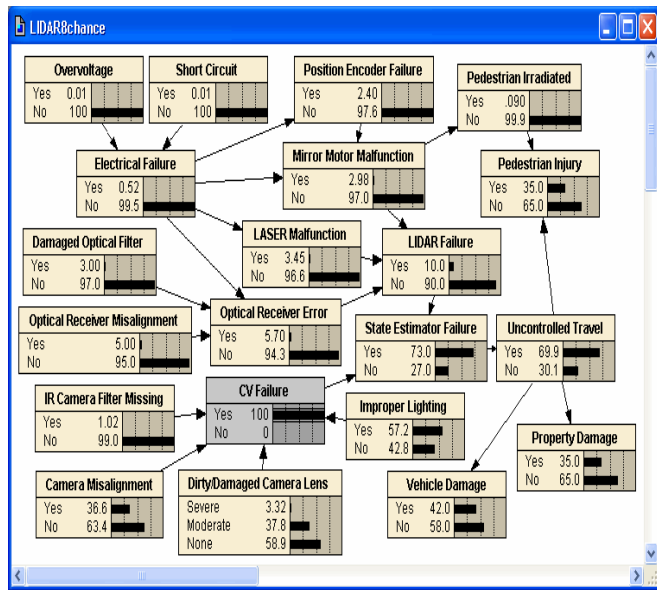 LIDAR8chance
Overvoltage
Yes 0.01
No 100
Short Circuit
Yes 0.01
No 100
Position Encoder Failure
Yes 2.40
No 97.6
Pedestrian Irradiated
Yes .090
No 99.9
Electrical Failure
Yes 0.52
No 99.5
Mirror Motor Malfunction
Yes 2.98
No 97.0
Pedestrian Injury
Yes 35.0
No 65.0
Damaged Optical Filter
Yes 3.00
No 97.0
LASER Malfunction
Yes 3.45
No 96.6
LIDAR Failure
Yes 10.0
No 90.0
Optical Receiver Misalignment
Yes 5.00
No 95.0
Optical Receiver Error
Yes 5.70
No 94.3
State Estimator Failure
Yes 73.0
No 27.0
Uncontrolled Travel
Yes 69.9
No 30.1
IR Camera Filter Missing
Yes 1.02
No 99.0
CV Failure
Yes 100
No 0
Improper Lighting
Yes 57.2
No 42.8
Property Damage
Yes 35.0
No 65.0
Camera Misalignment
Yes 36.6
No 63.4
Dirty/Damaged Camera Lens
Severe 3.32
Moderate 37.8
None 58.9
Vehicle Damage
Yes 42.0
No 58.0